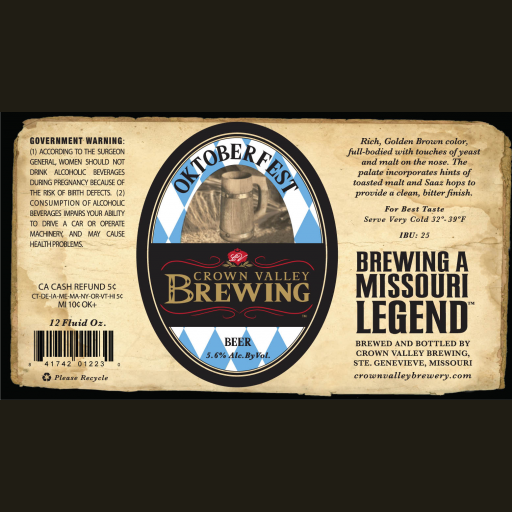 GOVERNMENT WARNING:
(1) ACCORDING TO THE SURGEON
GENERAL, WOMEN SHOULD NOT
DRINK ALCOHOLIC BEVERAGES
DURING PREGNANCY BECAUSE OF
THE RISK OF BIRTH DEFECTS. (2)
CONSUMPTION OF ALCOHOLIC
BEVERAGES IMPAIRS YOUR ABILITY
TO DRIVE A CAR OR OPERATE
MACHINERY, AND MAY CAUSE
HEALTH PROBLEMS.
CA CASH REFUND 5¢
CT-DE-IA-ME-MA-NY-OR-VT-HI 5¢
MI 10¢ OK+
12 Fluid Oz.
8 41742 01223 0
Please Recycle
OKTOBERFEST
CV
CROWN VALLEY
BREWING
™
BEER
5.6% Alc. By Vol.
Rich, Golden Brown color,
full-bodied with touches of yeast
and malt on the nose. The
palate incorporates hints of
toasted malt and Saaz hops to
provide a clean, bitter finish.
For Best Taste
Serve Very Cold 32°-39°F
IBU: 25
BREWING A
MISSOURI
LEGEND™
BREWED AND BOTTLED BY
CROWN VALLEY BREWING,
STE. GENEVIEVE, MISSOURI
crownvalleybrewery.com